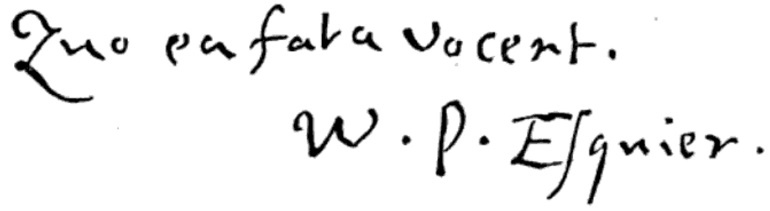 Quo ea fata vocent.
W. P. Esquier.